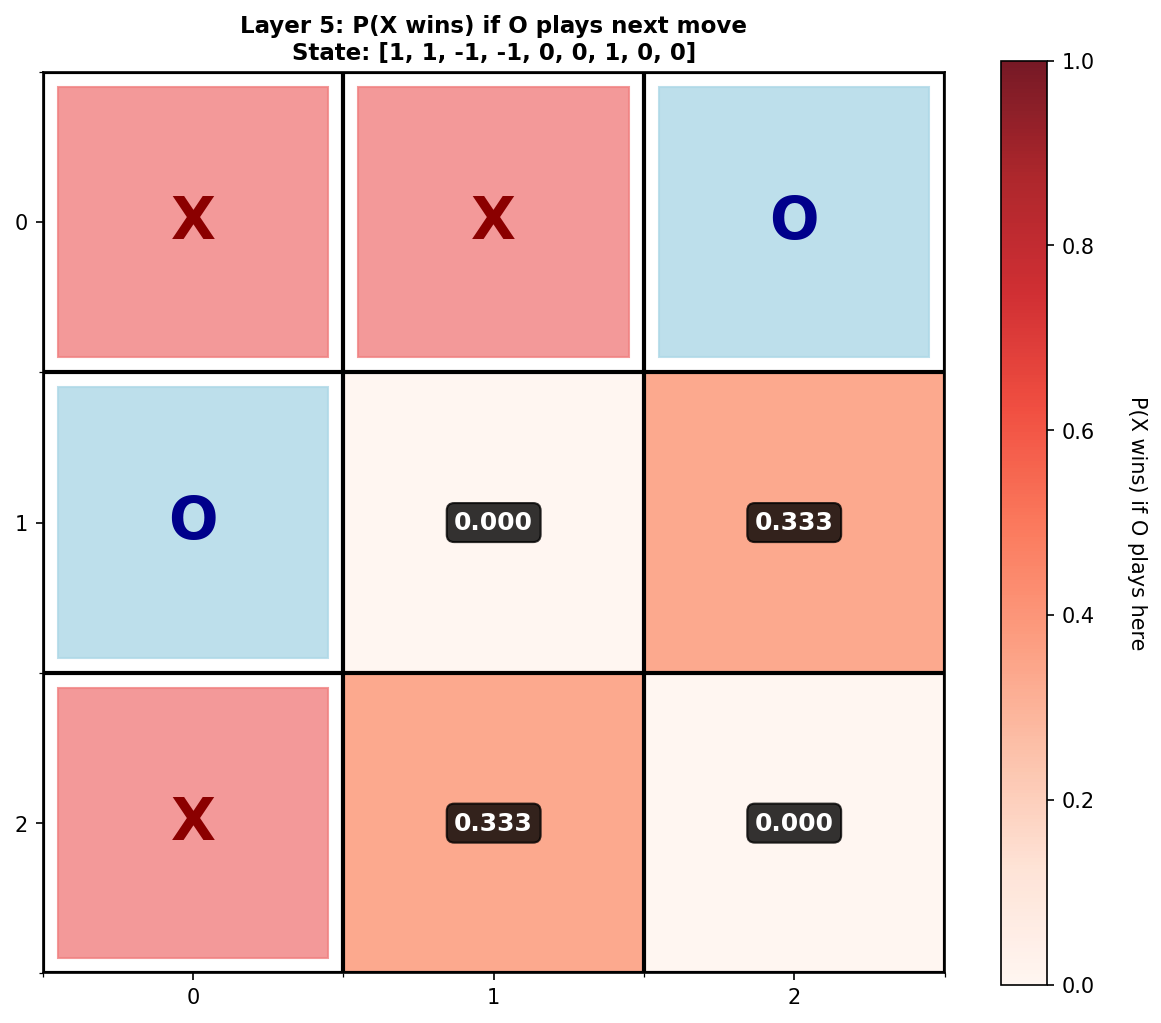 Layer 5: P(X wins) if O plays next move
State: [1, 1, -1, -1, 0, 0, 1, 0, 0]
0 X X O
1 O 0.000 0.333
2 X 0.333 0.000
0 1 2
1.0
0.8
0.6
0.4
0.2
0.0
P(X wins) if O plays here